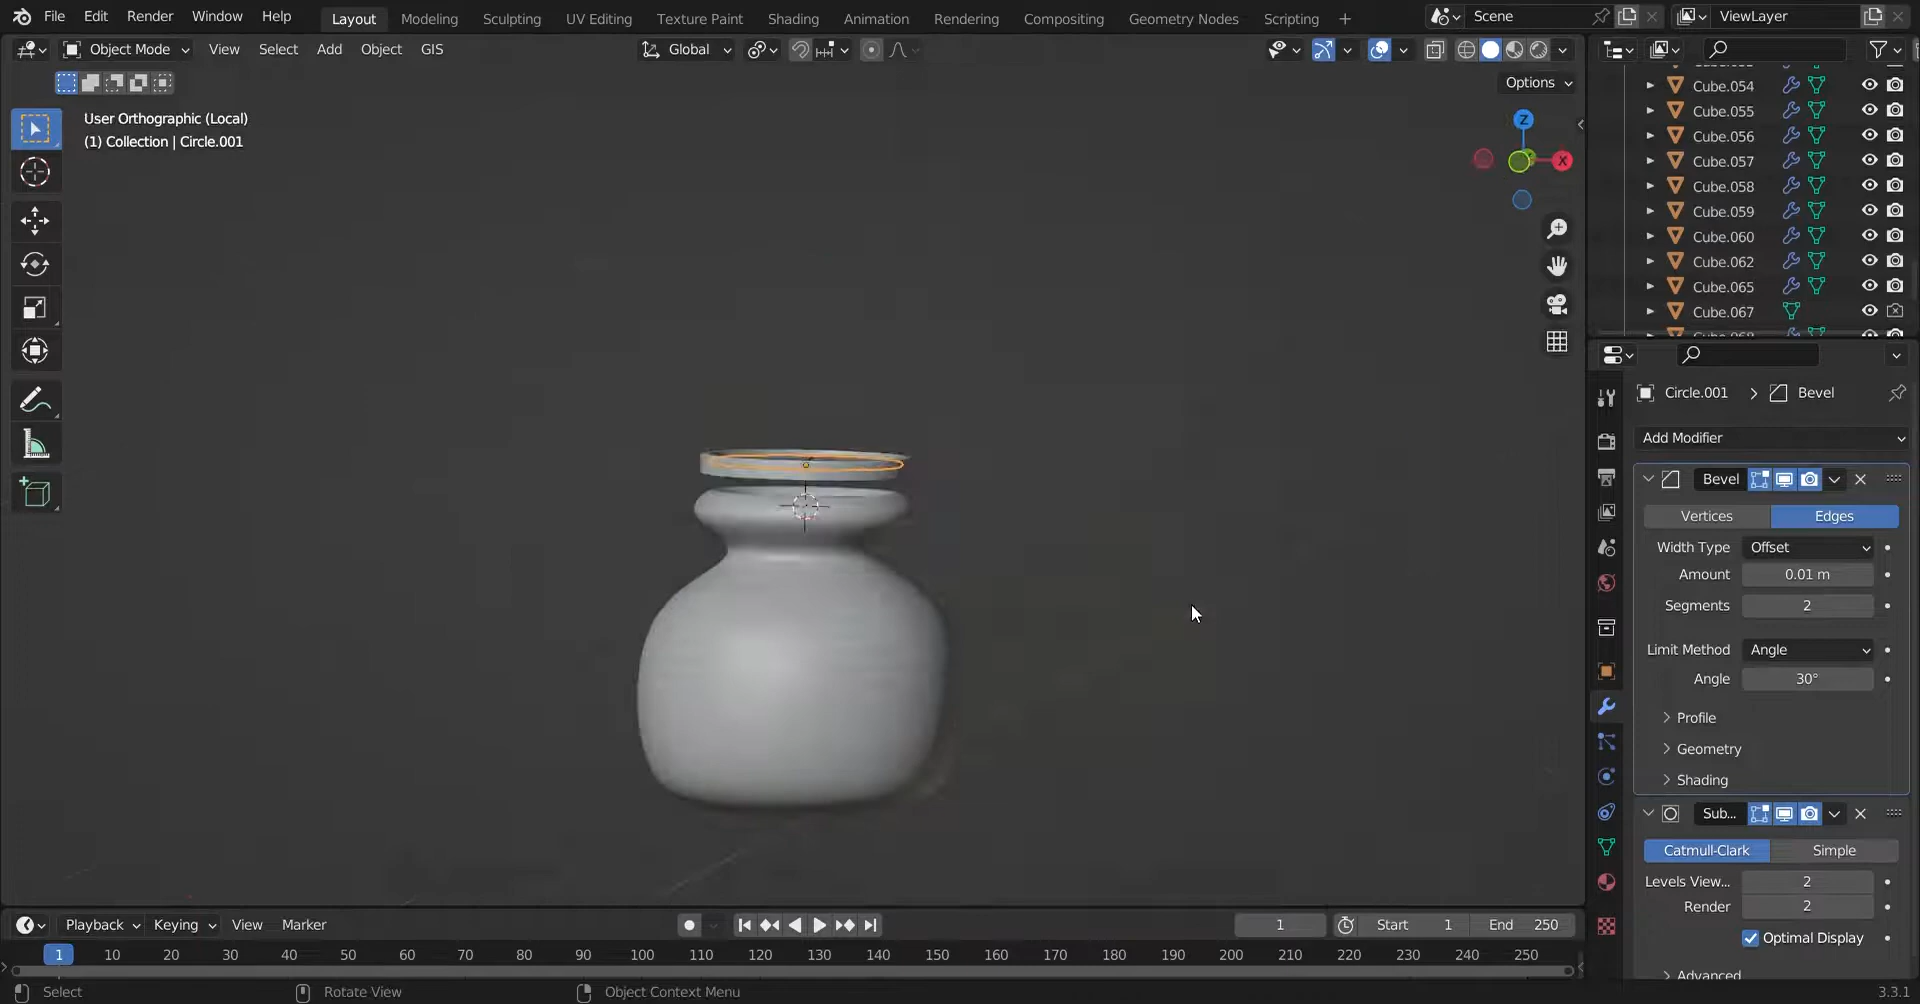 File Edit Render Window Help Layout Modeling Sculpting UV Editing Texture Paint Shading Animation Rendering Compositing Geometry Nodes Scripting + Scene ViewLayer
Object Mode View Select Add Object GIS Global
Options
User Orthographic (Local)
(1) Collection | Circle.001
Z
X
Cube.054
Cube.055
Cube.056
Cube.057
Cube.058
Cube.059
Cube.060
Cube.062
Cube.065
Cube.067
Circle.001 > Bevel
Add Modifier
Bevel
Vertices Edges
Width Type Offset
Amount 0.01 m
Segments 2
Limit Method Angle
Angle 30°
Profile
Geometry
Shading
Sub...
Catmull-Clark Simple
Levels View... 2
Render 2
Optimal Display
Advanced
Playback Keying View Marker 1 Start 1 End 250
1 10 20 30 40 50 60 70 80 90 100 110 120 130 140 150 160 170 180 190 200 210 220 230 240 250
Select Rotate View Object Context Menu 3.3.1